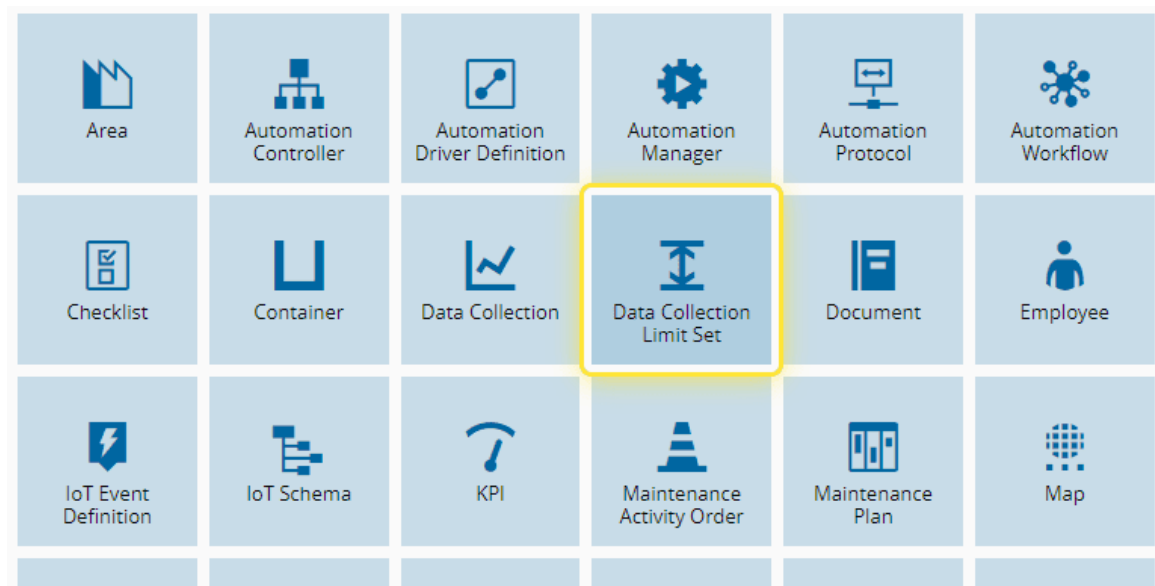 Area
Automation
Controller
Automation
Driver Definition
Automation
Manager
Automation
Protocol
Automation
Workflow
Checklist
Container
Data Collection
Data Collection
Limit Set
Document
Employee
IoT Event
Definition
IoT Schema
KPI
Maintenance
Activity Order
Maintenance
Plan
Map